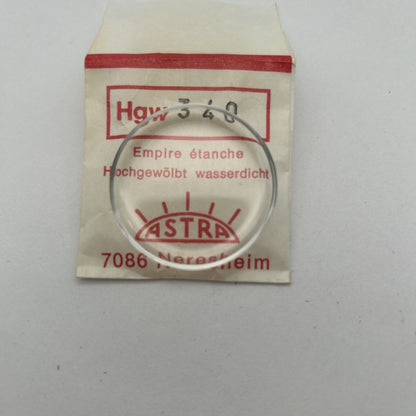 Hgw 340
Empire étanche
Hochgewölbt wasserdicht
ASTRA
7086 Neresheim